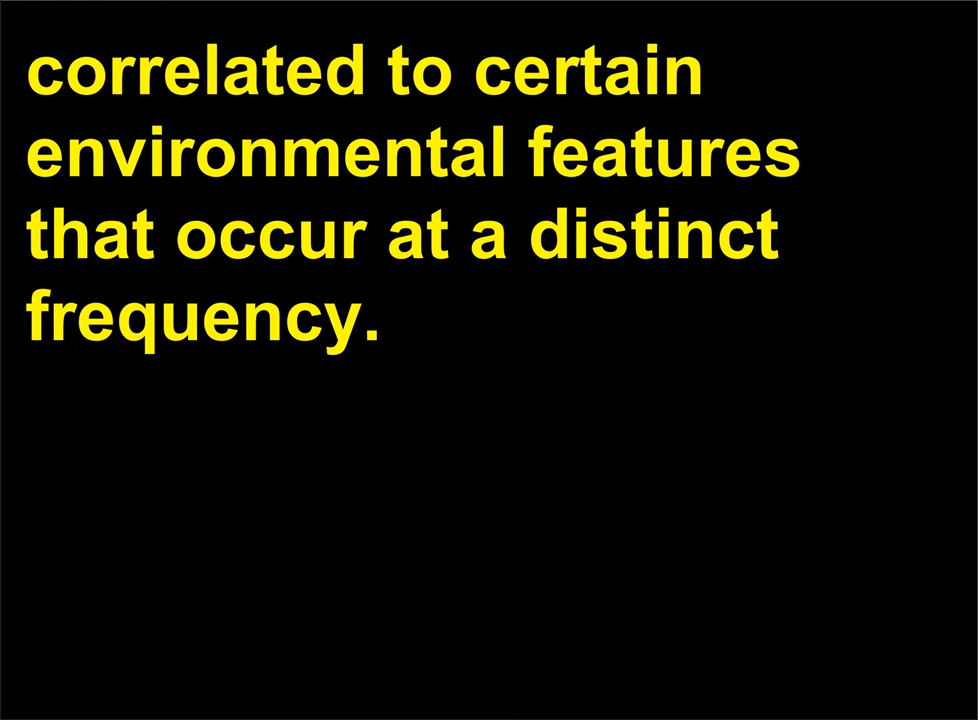 correlated to certain
environmental features
that occur at a distinct
frequency.